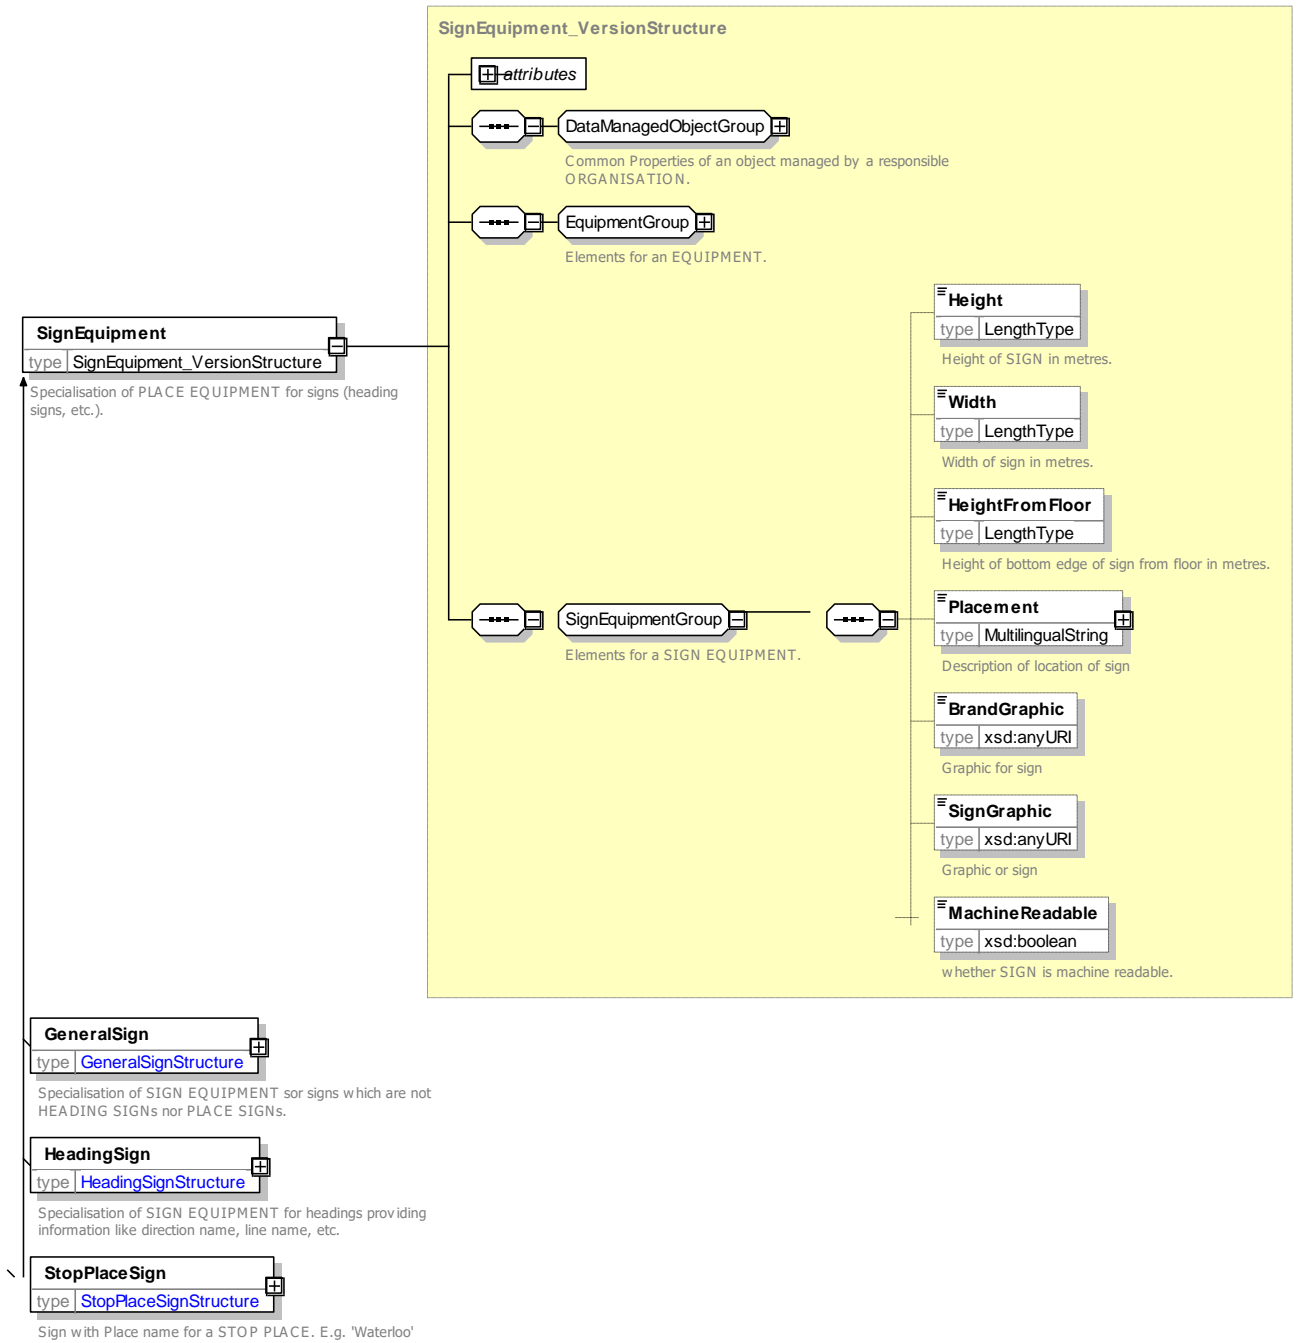 SignEquipment_VersionStructure
attributes
DataManagedObjectGroup
Common Properties of an object managed by a responsible
ORGANISATION.
EquipmentGroup
Elements for an EQUIPMENT.
SignEquipment
type SignEquipment_VersionStructure
Specialisation of PLACE EQUIPMENT for signs (heading
signs, etc.).
SignEquipmentGroup
Elements for a SIGN EQUIPMENT.
Height
type LengthType
Height of SIGN in metres.
Width
type LengthType
Width of sign in metres.
HeightFromFloor
type LengthType
Height of bottom edge of sign from floor in metres.
Placement
type MultilingualString
Description of location of sign
BrandGraphic
type xsd:anyURI
Graphic for sign
SignGraphic
type xsd:anyURI
Graphic or sign
MachineReadable
type xsd:boolean
whether SIGN is machine readable.
GeneralSign
type GeneralSignStructure
Specialisation of SIGN EQUIPMENT sor signs which are not
HEADING SIGNs nor PLACE SIGNs.
HeadingSign
type HeadingSignStructure
Specialisation of SIGN EQUIPMENT for headings providing
information like direction name, line name, etc.
StopPlaceSign
type StopPlaceSignStructure
Sign with Place name for a STOP PLACE. E.g. 'Waterloo'